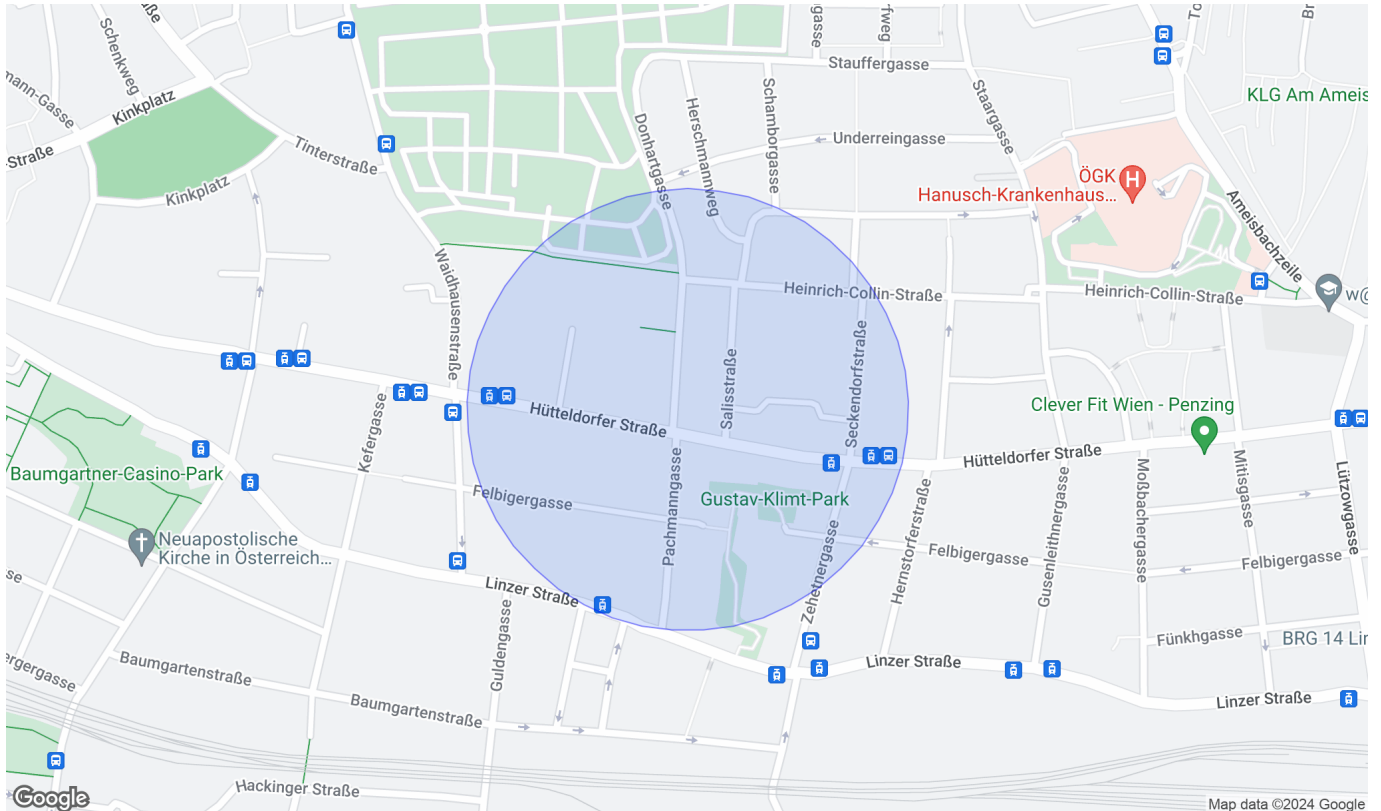 Schenkweg
Kinkplatz
Tinterstraße
Kinkplatz
-Straße
mann-Gasse
aße
Stauffergasse
Donhartgasse
Herschmannweg
Schamborgasse
Underreingasse
Staargasse
KLG Am Ameis
ÖGK
Hanusch-Krankenhaus...
H
Ameisbachzeile
Waidhausenstraße
Heinrich-Collin-Straße
Heinrich-Collin-Straße
w@
Salisstraße
Seckendorfstraße
Hütteldorfer Straße
Clever Fit Wien - Penzing
Hütteldorfer Straße
Kefergasse
Baumgartner-Casino-Park
Felbigergasse
Pachmanngasse
Gustav-Klimt-Park
Moßbachergasse
Mitisgasse
Lützowgasse
Neuapostolische
Kirche in Österreich...
Felbigergasse
Felbigergasse
Gusenleithnergasse
Hernstorferstraße
Zehetnergasse
Linzer Straße
Guldengasse
Fünkhgasse
BRG 14 Lin
Linzer Straße
Linzer Straße
Baumgartenstraße
Baumgartenstraße
bergergasse
Hackinger Straße
Google
Map data ©2024 Google